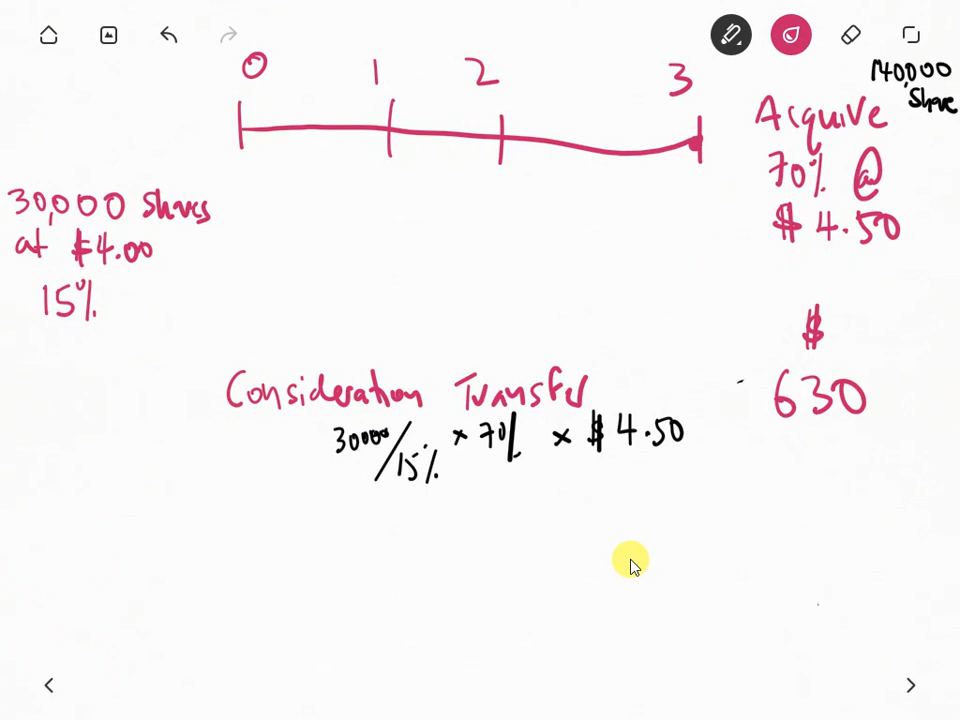 0 1 2 3
140,000
Share
Acquire
70% @
$ 4.50
30,000 Shares
at $4.00
15%
$
Consideration Transfer 630
30000/15% × 70% × $ 4.50